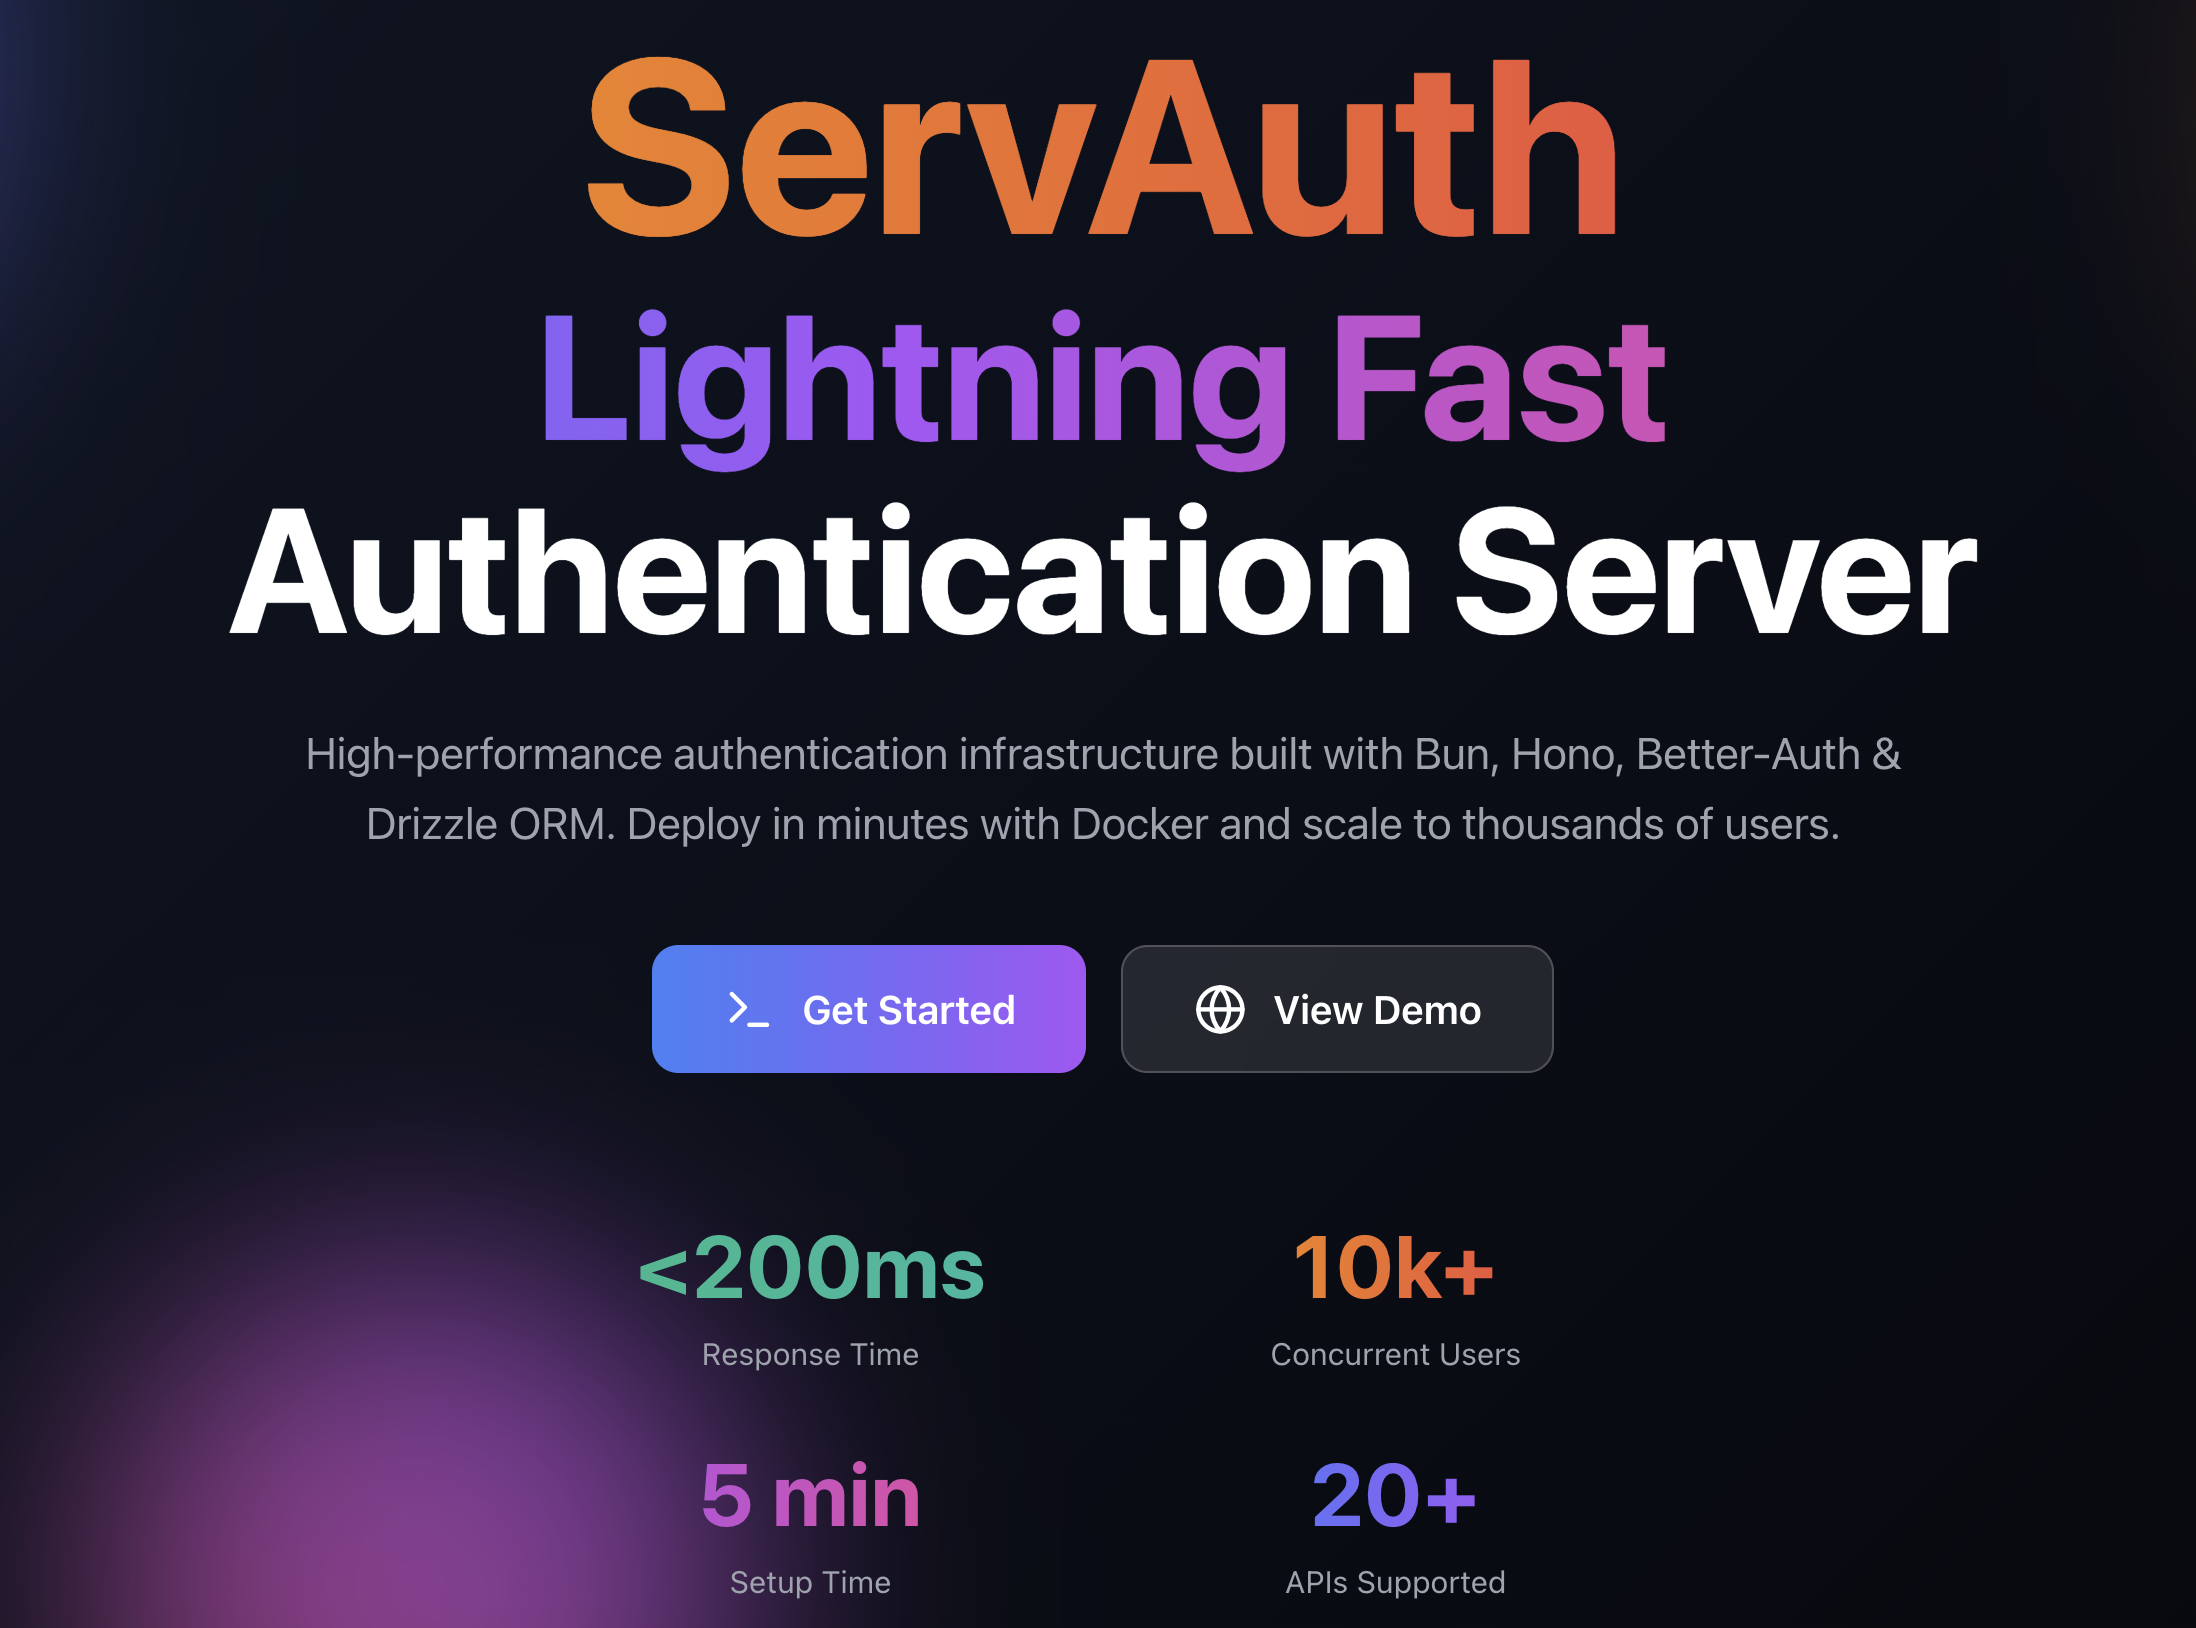 ServAuth
Lightning Fast
Authentication Server
High-performance authentication infrastructure built with Bun, Hono, Better-Auth &
Drizzle ORM. Deploy in minutes with Docker and scale to thousands of users.
Get Started
View Demo
<200ms
Response Time
10k+
Concurrent Users
5 min
Setup Time
20+
APIs Supported